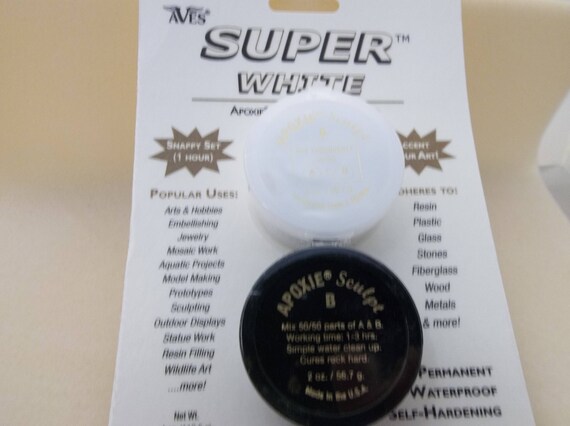 AVES
SUPER™
WHITE
APOXIE®
SNAPPY SET
(1 HOUR)
ACCENT
YOUR ART!
POPULAR USES:
Arts & Hobbies
Embellishing
Jewelry
Mosaic Work
Aquatic Projects
Model Making
Prototypes
Sculpting
Outdoor Displays
Statue Work
Resin Filling
Wildlife Art
....more!
Net Wt.
ADHERES TO:
Resin
Plastic
Glass
Stones
Fiberglass
Wood
Metals
& more!
A
APOXIE® Sculpt
B
Mix 50/50 parts of A & B.
Working time: 1-3 hrs.
Simple water clean up.
Cures rock hard.
2 oz. / 56.7 g.
Made in the U.S.A.
PERMANENT
WATERPROOF
SELF-HARDENING